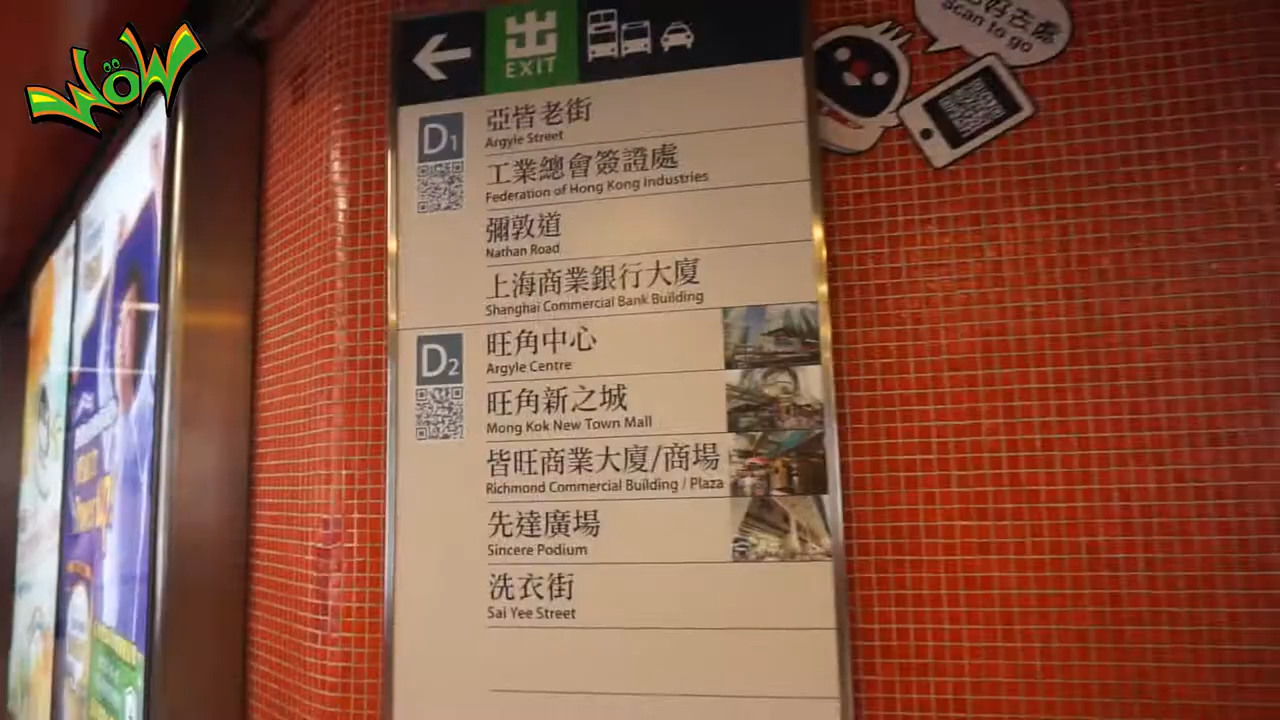 WÖW
出
EXIT
好去處
Scan to go
D1
亞皆老街
Argyle Street
工業總會簽證處
Federation of Hong Kong Industries
彌敦道
Nathan Road
上海商業銀行大廈
Shanghai Commercial Bank Building
D2
旺角中心
Argyle Centre
旺角新之城
Mong Kok New Town Mall
皆旺商業大廈/商場
Richmond Commercial Building / Plaza
先達廣場
Sincere Podium
洗衣街
Sai Yee Street